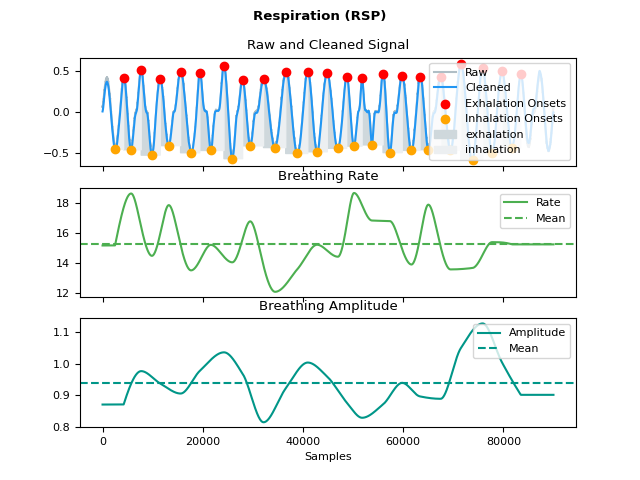 Respiration (RSP)
Raw and Cleaned Signal
0.5
0.0
−0.5
Raw
Cleaned
Exhalation Onsets
Inhalation Onsets
exhalation
inhalation
Breathing Rate
18
16
14
12
Rate
Mean
Breathing Amplitude
1.1
1.0
0.9
0.8
Amplitude
Mean
0 20000 40000 60000 80000
Samples